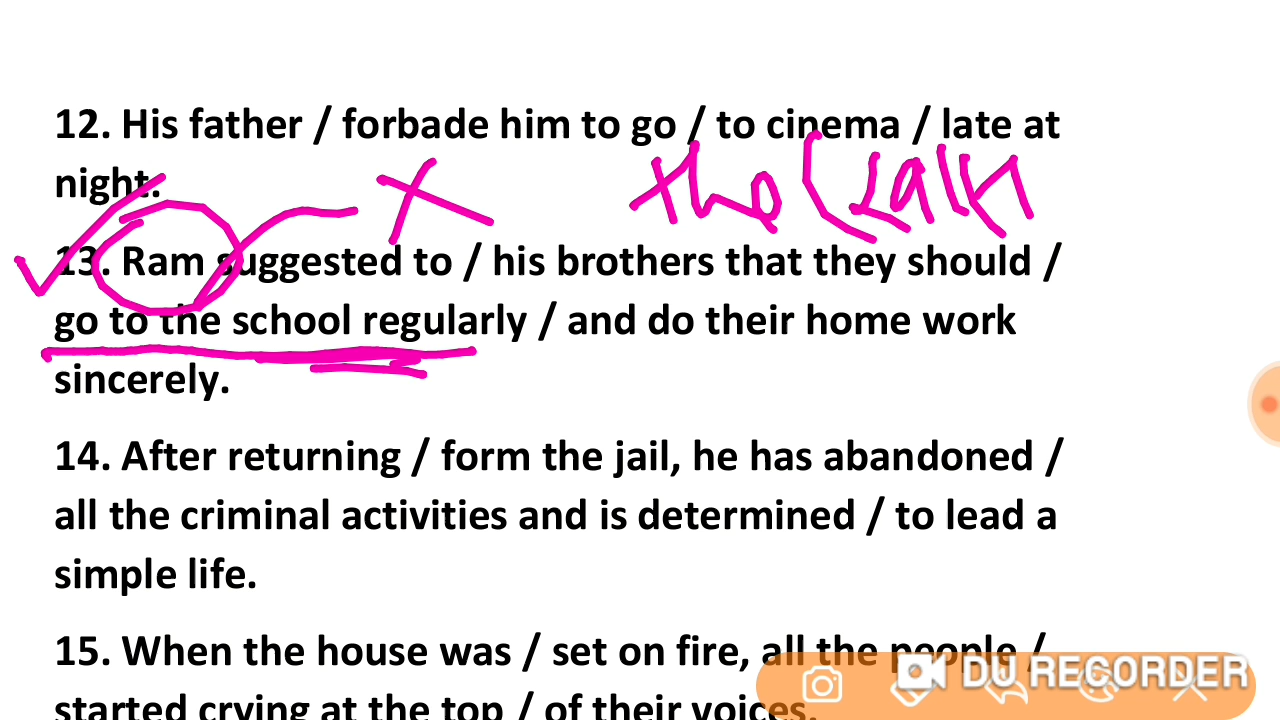 12. His father / forbade him to go / to cinema / late at
night.
the
13. Ram suggested to / his brothers that they should /
go to the school regularly / and do their home work
sincerely.
14. After returning / form the jail, he has abandoned /
all the criminal activities and is determined / to lead a
simple life.
15. When the house was / set on fire, all the people /
started crying at the top / of their voices.
DU RECORDER